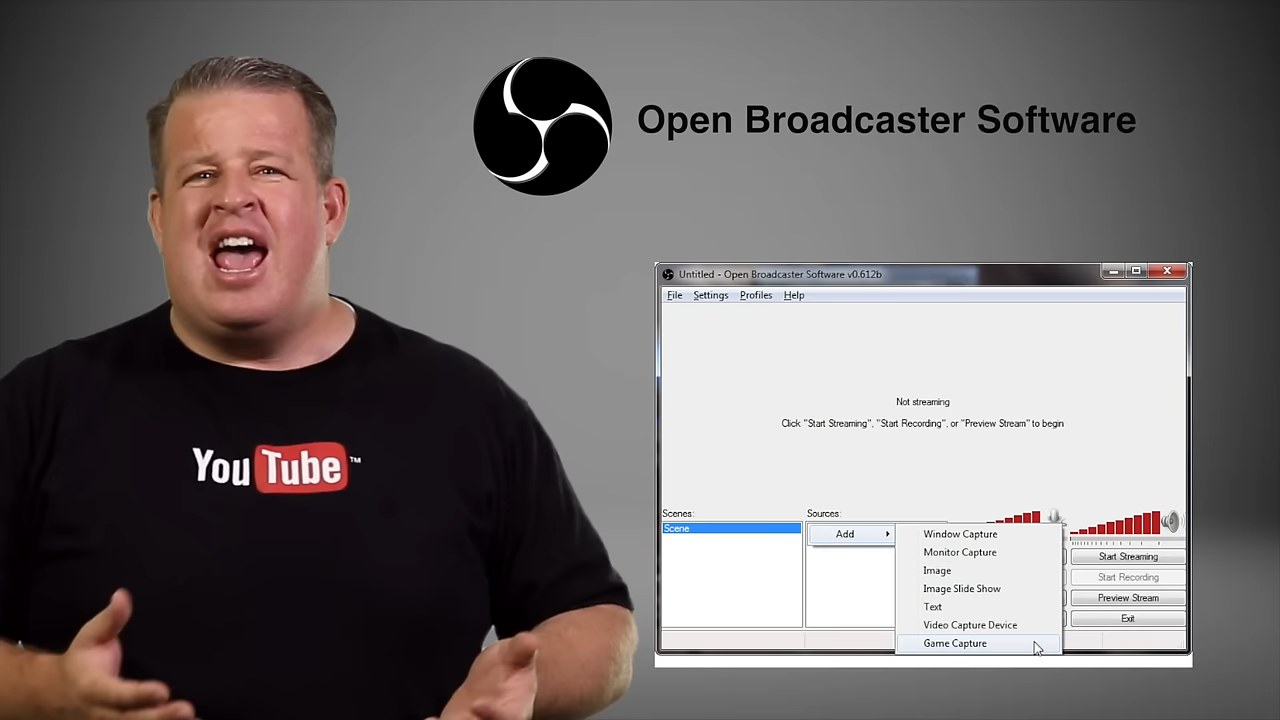 Open Broadcaster Software
YouTube™
Untitled - Open Broadcaster Software v0.612b
File Settings Profiles Help
Not streaming
Click "Start Streaming", "Start Recording", or "Preview Stream" to begin
Scenes:
Sources:
Scene
Add
Window Capture
Monitor Capture
Image
Image Slide Show
Text
Video Capture Device
Game Capture
Start Streaming
Start Recording
Preview Stream
Exit